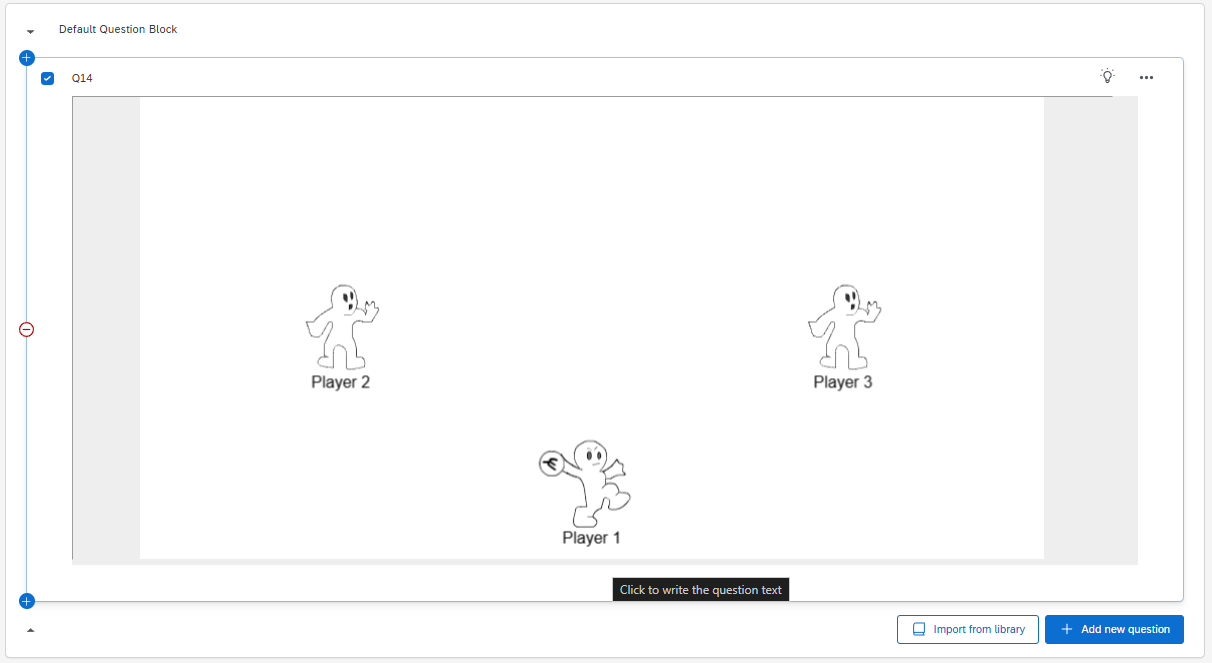 Default Question Block
Q14
Player 2
Player 3
€
Player 1
Click to write the question text
Import from library
Add new question